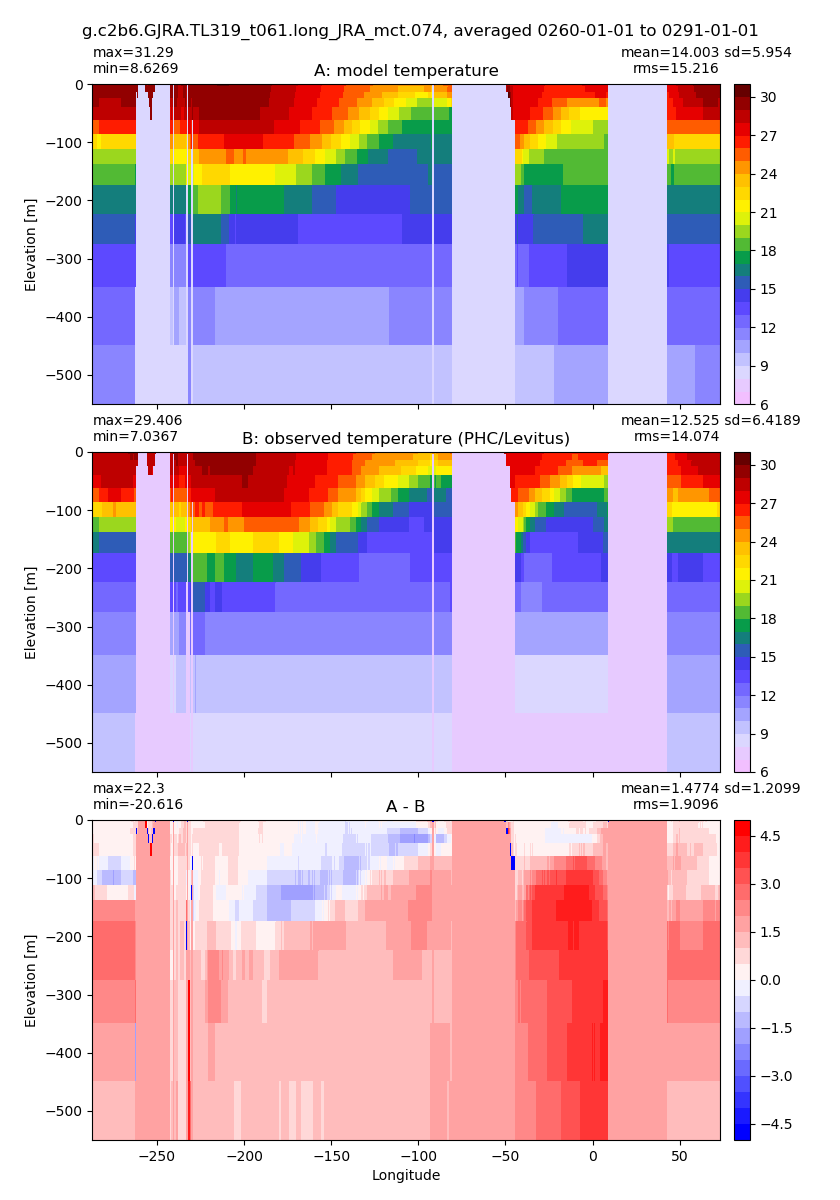 g.c2b6.GJRA.TL319_t061.long_JRA_mct.074, averaged 0260-01-01 to 0291-01-01
max=31.29
min=8.6269
A: model temperature
mean=14.003 sd=5.954
rms=15.216
0
−100
−200
−300
−400
−500
Elevation [m]
30
27
24
21
18
15
12
9
6
max=29.406
min=7.0367
B: observed temperature (PHC/Levitus)
mean=12.525 sd=6.4189
rms=14.074
0
−100
−200
−300
−400
−500
Elevation [m]
30
27
24
21
18
15
12
9
6
max=22.3
min=-20.616
A - B
mean=1.4774 sd=1.2099
rms=1.9096
0
−100
−200
−300
−400
−500
Elevation [m]
4.5
3.0
1.5
0.0
−1.5
−3.0
−4.5
−250
−200
−150
−100
−50
0
50
Longitude